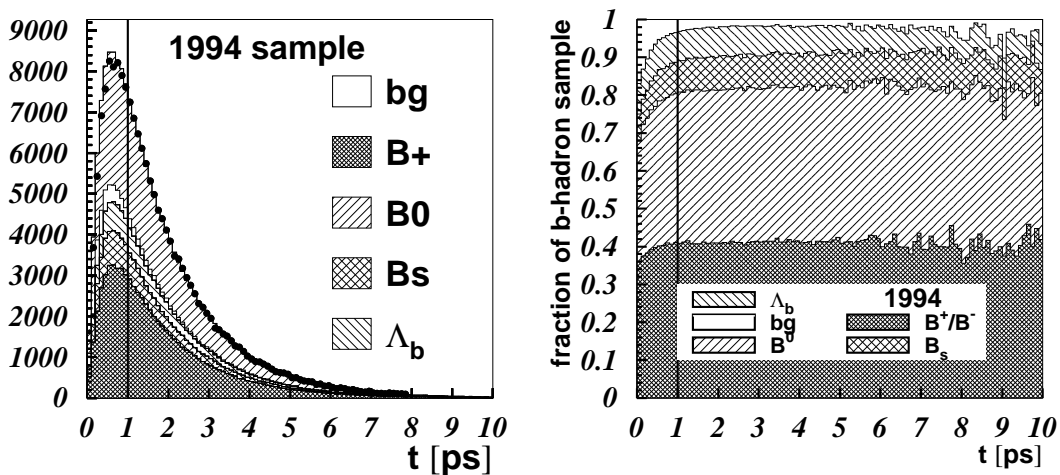 9000
8000
7000
6000
5000
4000
3000
2000
1000
0
1994 sample
bg
B+
B0
Bs
Λb
0 1 2 3 4 5 6 7 8 9 10
t [ps]
fraction of b-hadron sample
1
0.9
0.8
0.7
0.6
0.5
0.4
0.3
0.2
0.1
0
Λb
bg
B0
1994
B+/B-
Bs
0 1 2 3 4 5 6 7 8 9 10
t [ps]